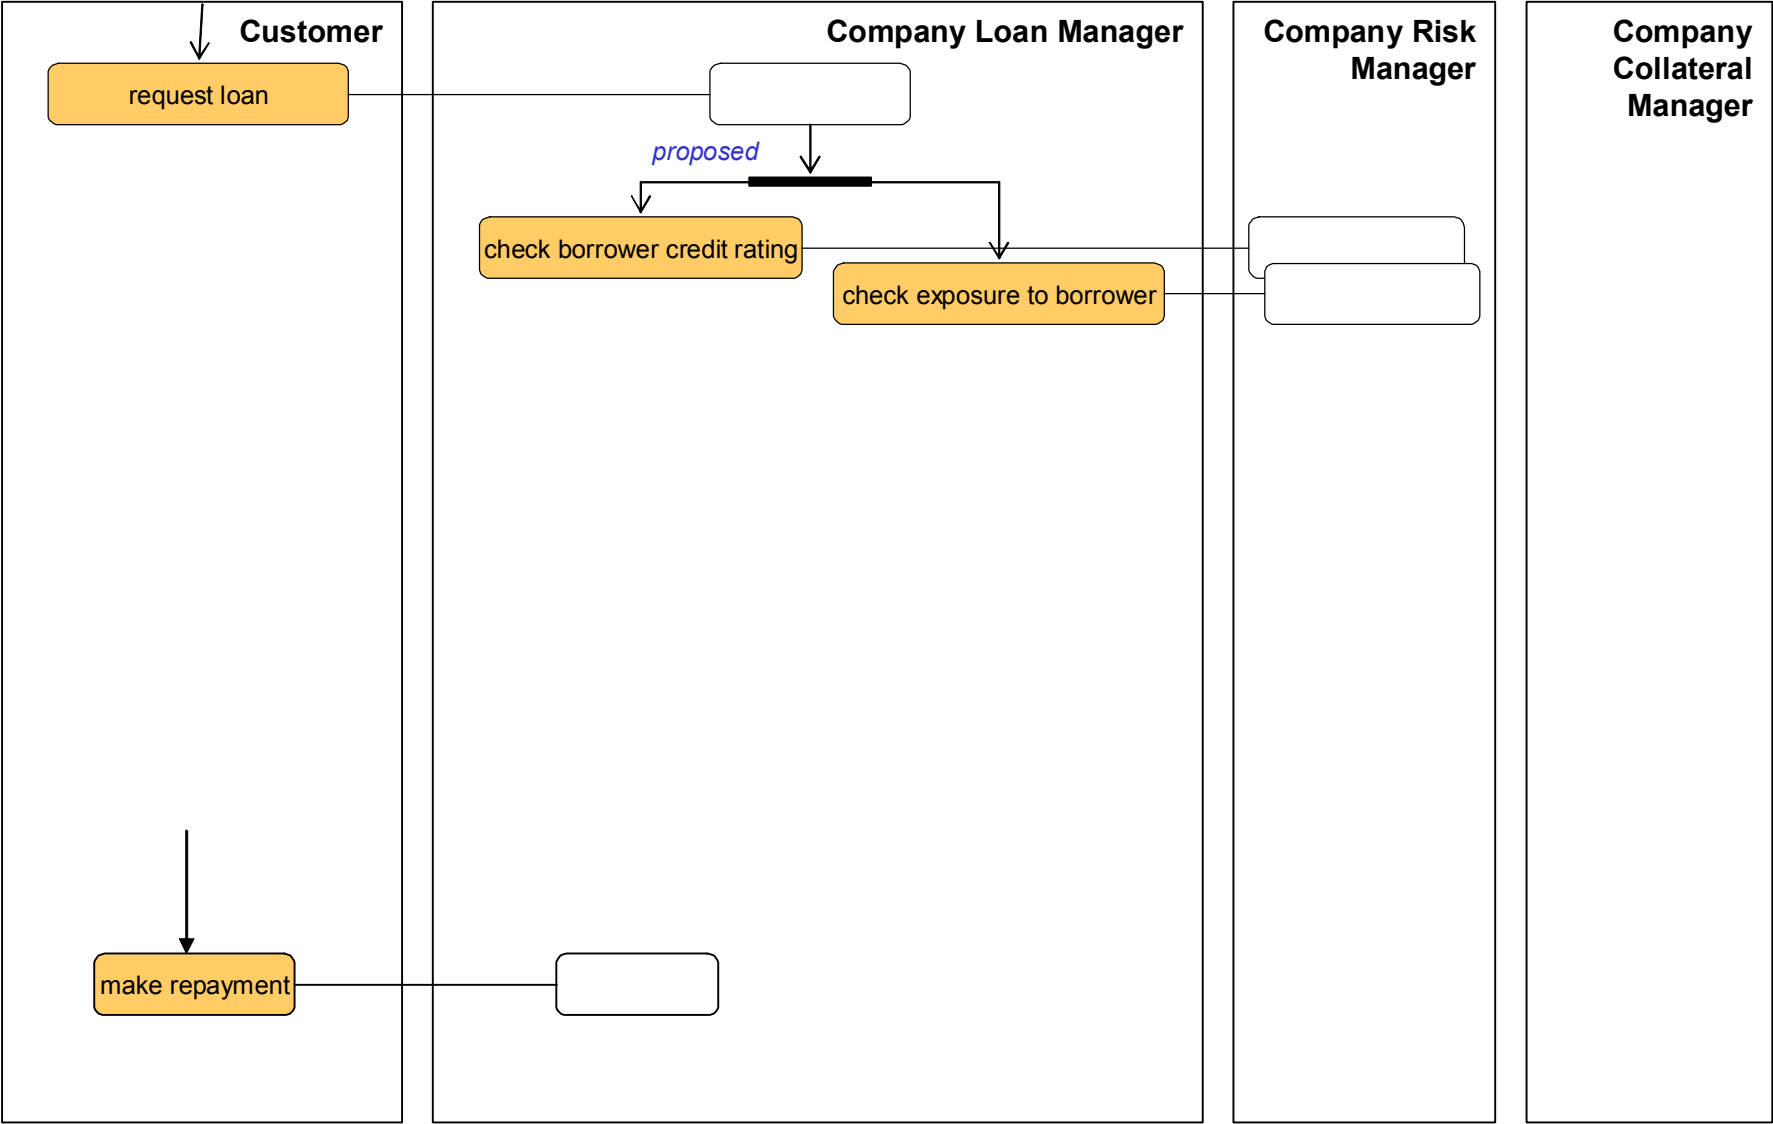 Customer
Company Loan Manager
Company Risk
Manager
Company
Collateral
Manager
request loan
proposed
check borrower credit rating
check exposure to borrower
make repayment